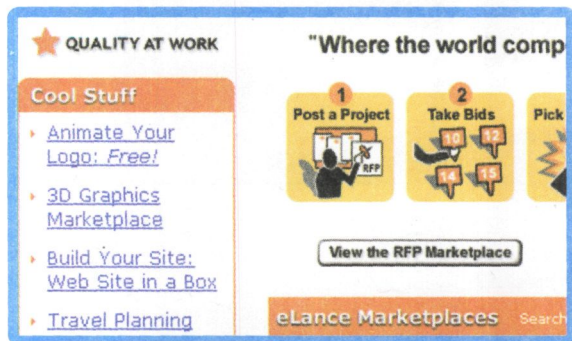 QUALITY AT WORK
"Where the world comp
Cool Stuff
Animate Your
Logo: Free!
3D Graphics
Marketplace
Build Your Site:
Web Site in a Box
Travel Planning
1
Post a Project
RFP
2
Take Bids
10 12
14 15
Pick
View the RFP Marketplace
eLance Marketplaces Search